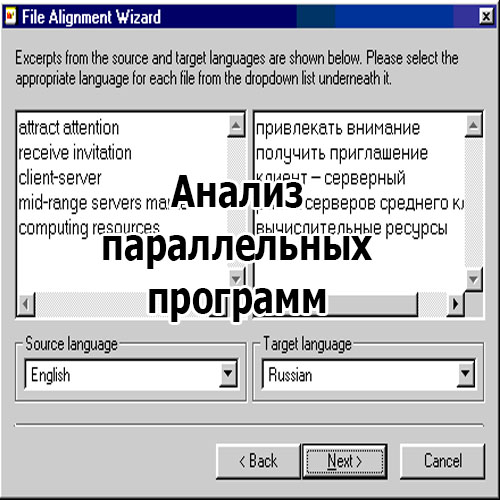 File Alignment Wizard
Excerpts from the source and target languages are shown below. Please select the
appropriate language for each file from the dropdown list underneath it.
attract attention
receive invitation
client-server
mid-range servers
computing resources
привлекать внимание
получить приглашение
клиент – серверный
серверов среднего
вычислительные ресурсы
Анализ
параллельных
программ
Source language
English
Target language
Russian
< Back
Next >
Cancel